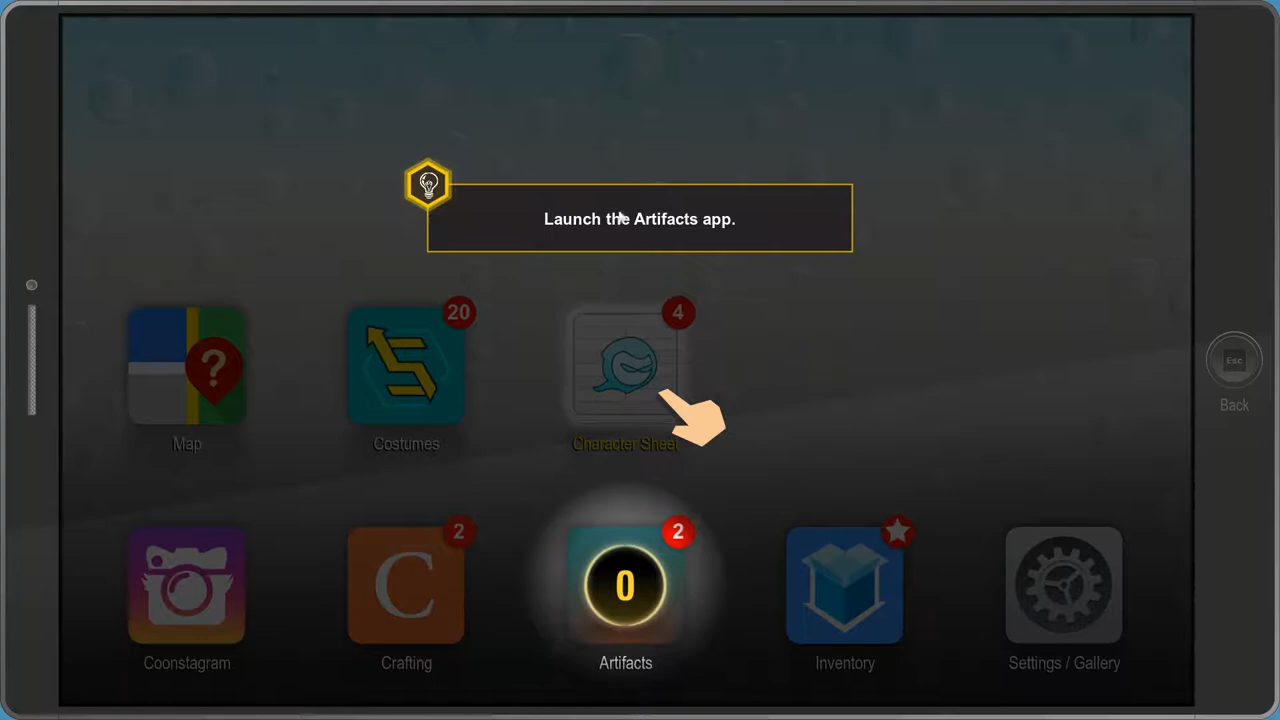 Launch the Artifacts app.
20
4
?
Esc
Map
Costumes
Character Sheet
Back
2
2
C
0
Coonstagram
Crafting
Artifacts
Inventory
Settings / Gallery